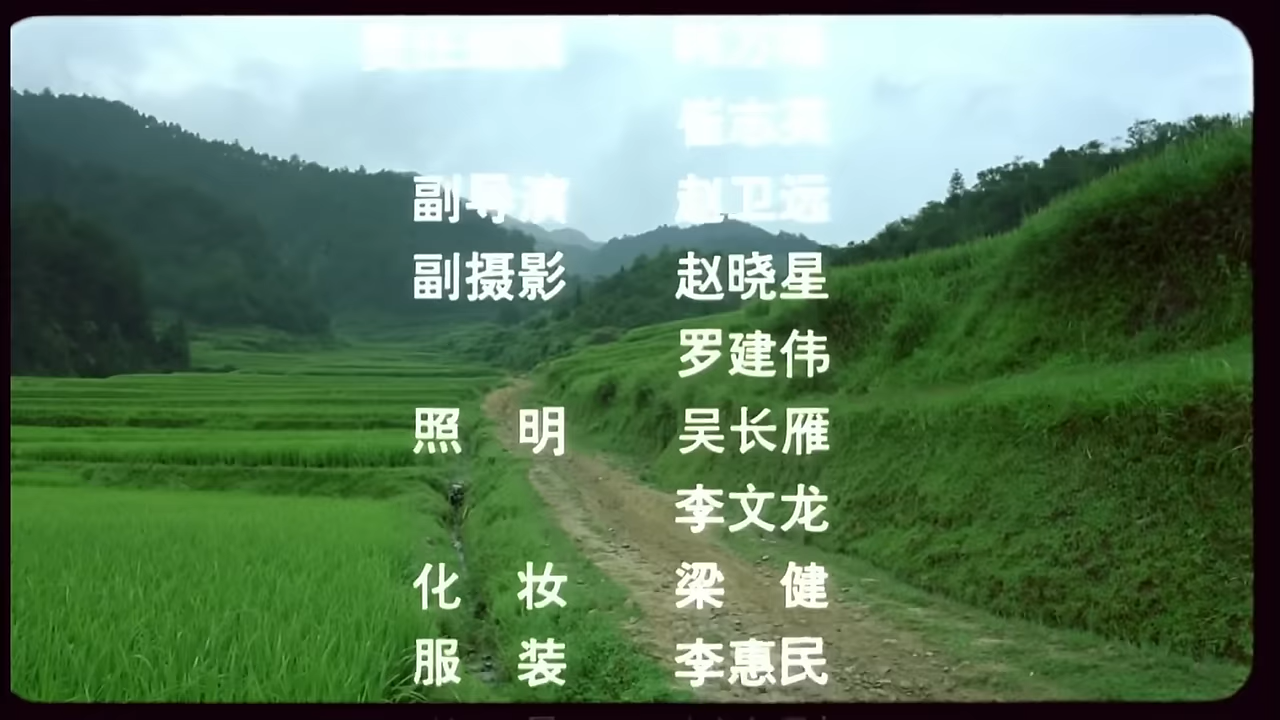 副导演 赵卫远
副摄影 赵晓星
罗建伟
照 明 吴长雁
李文龙
化 妆 梁 健
服 装 李惠民